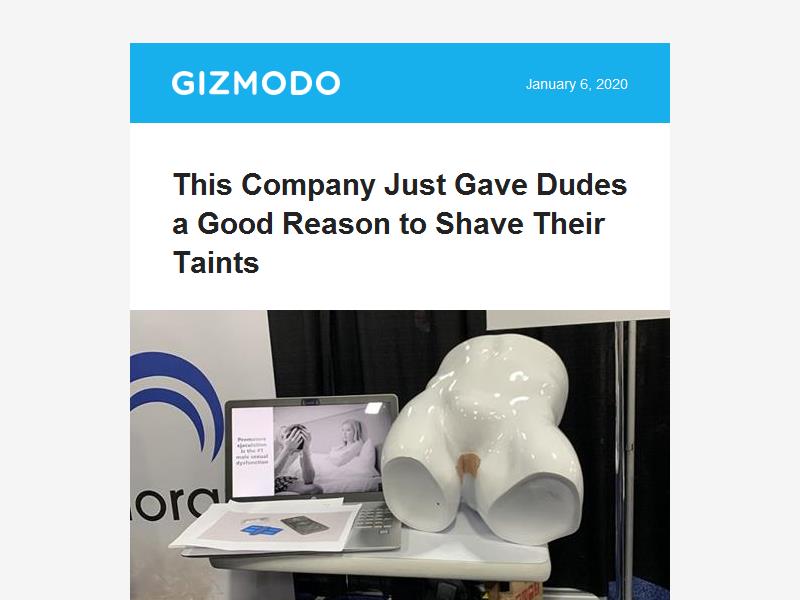 GIZMODO
January 6, 2020
This Company Just Gave Dudes
a Good Reason to Shave Their
Taints
Premature
ejaculation
is the #1
male sexual
dysfunction